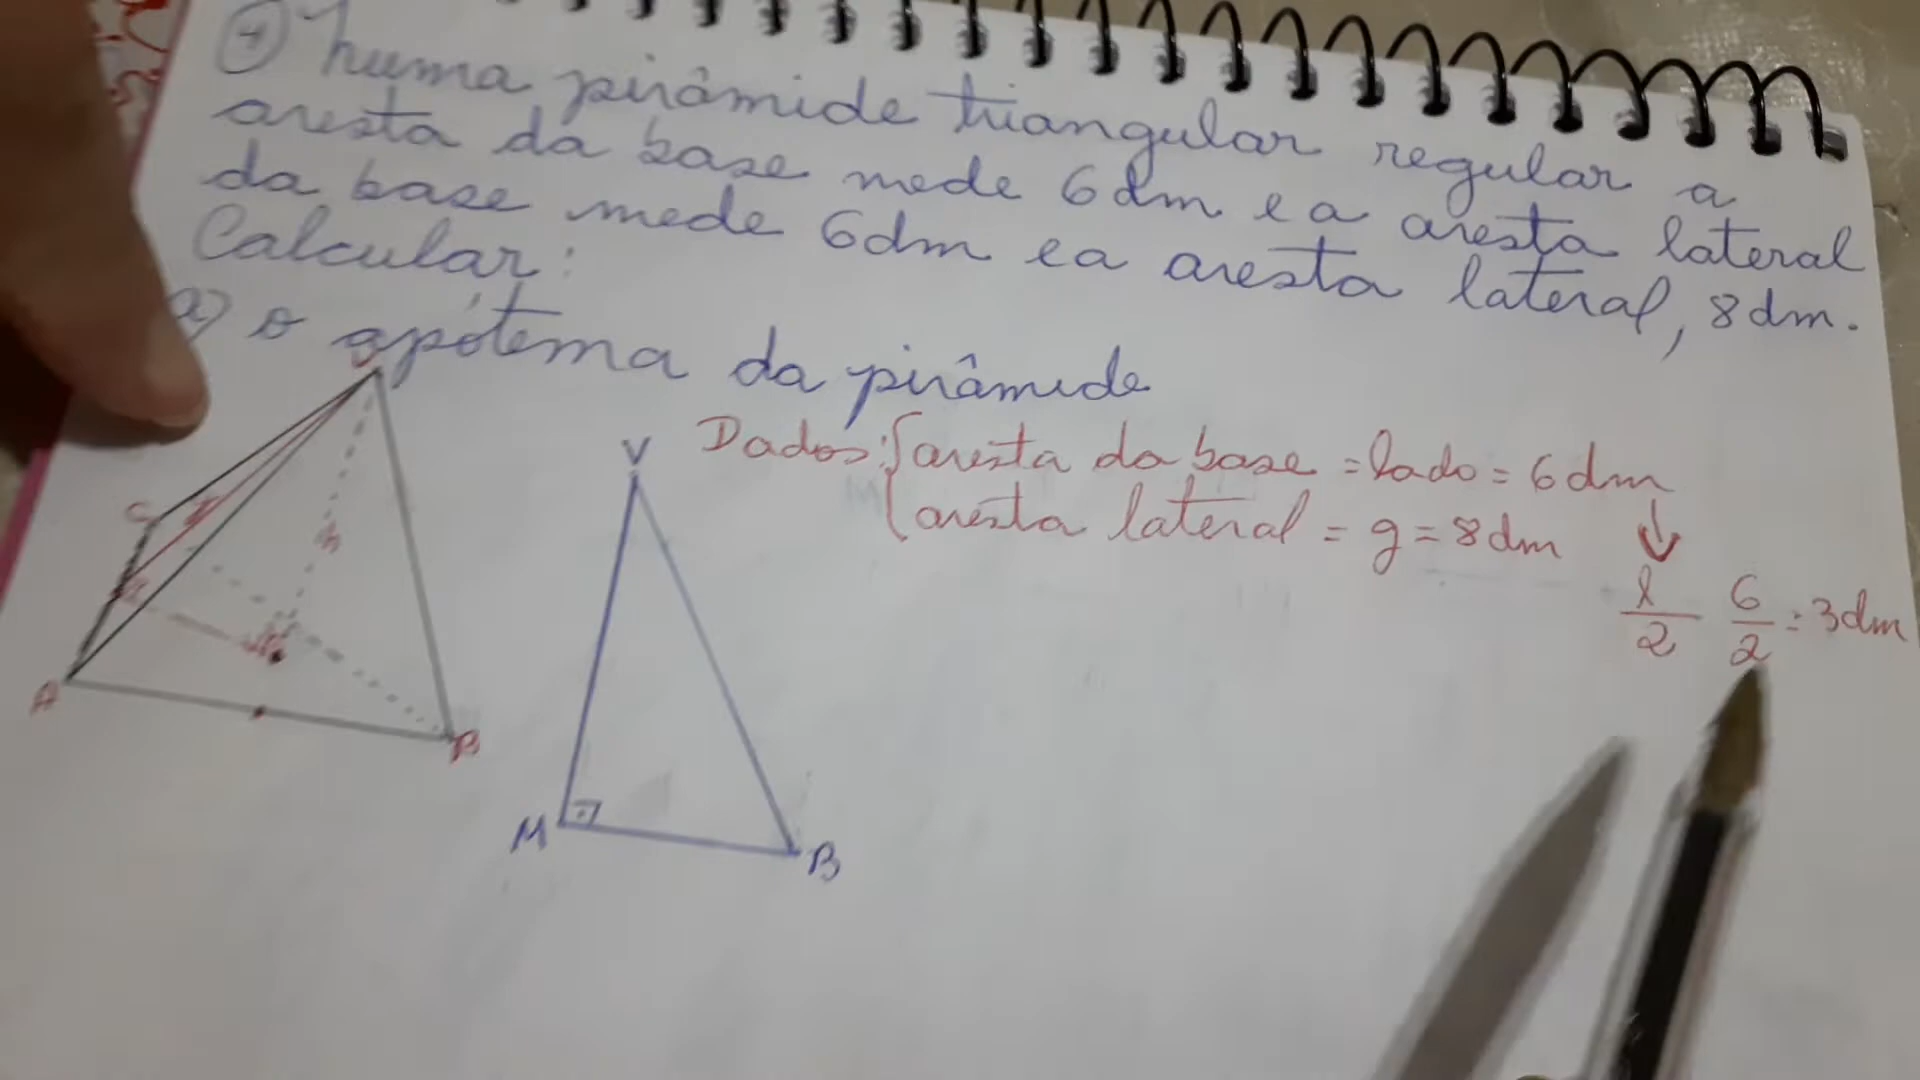 4) Numa pirâmide triangular regular a
aresta da base mede 6dm e a aresta lateral
da base mede 6dm e a aresta lateral, 8dm.
Calcular:
a) o apótema da pirâmide
Dados: { aresta da base = lado = 6dm
aresta lateral = g = 8dm
l/2 6/2 = 3dm
V
C
h
M
A
B
V
M
B